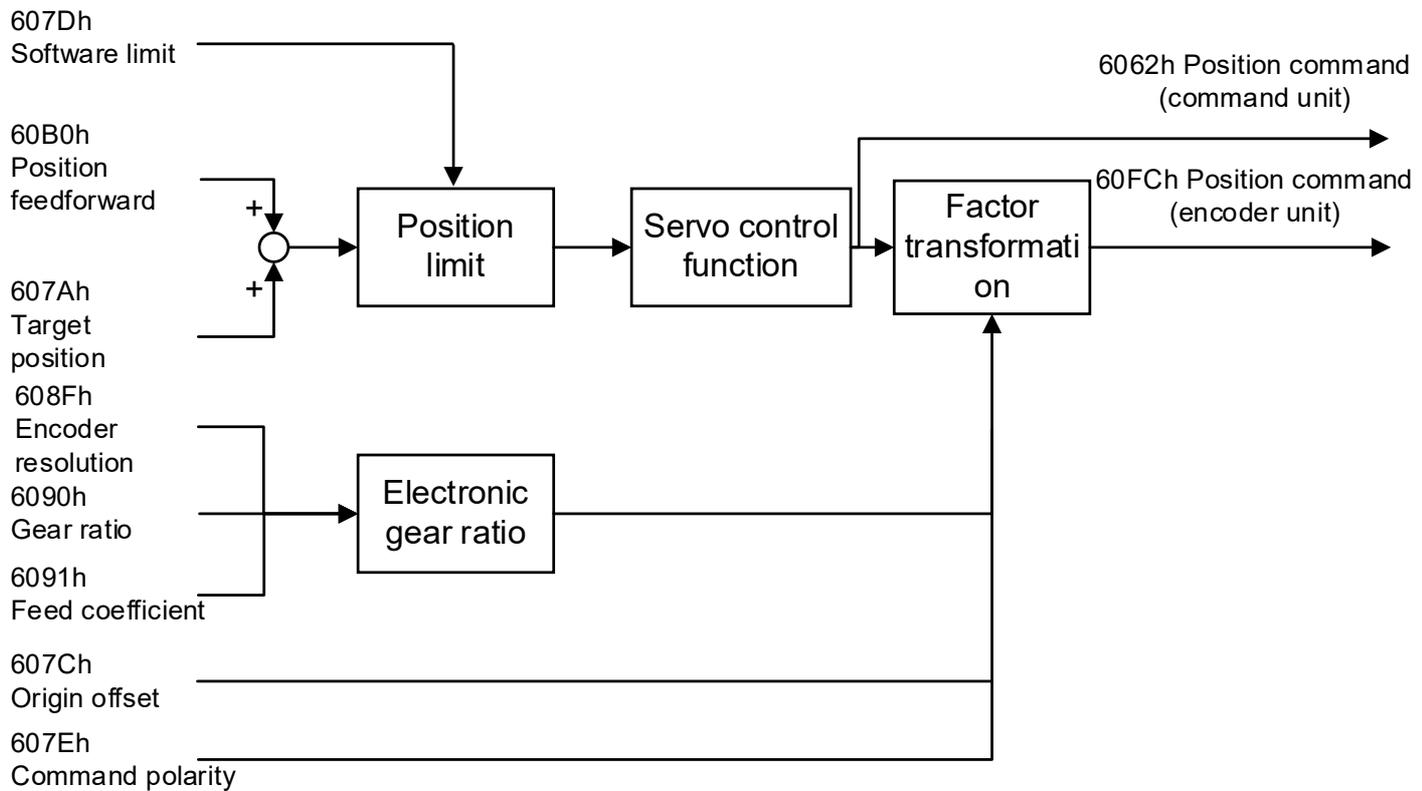 607Dh
Software limit
6062h Position command
(command unit)
60B0h
Position
feedforward
+
60FCh Position command
(encoder unit)
Position
limit
Servo control
function
Factor
transformati
on
+
607Ah
Target
position
608Fh
Encoder
resolution
6090h
Gear ratio
Electronic
gear ratio
6091h
Feed coefficient
607Ch
Origin offset
607Eh
Command polarity